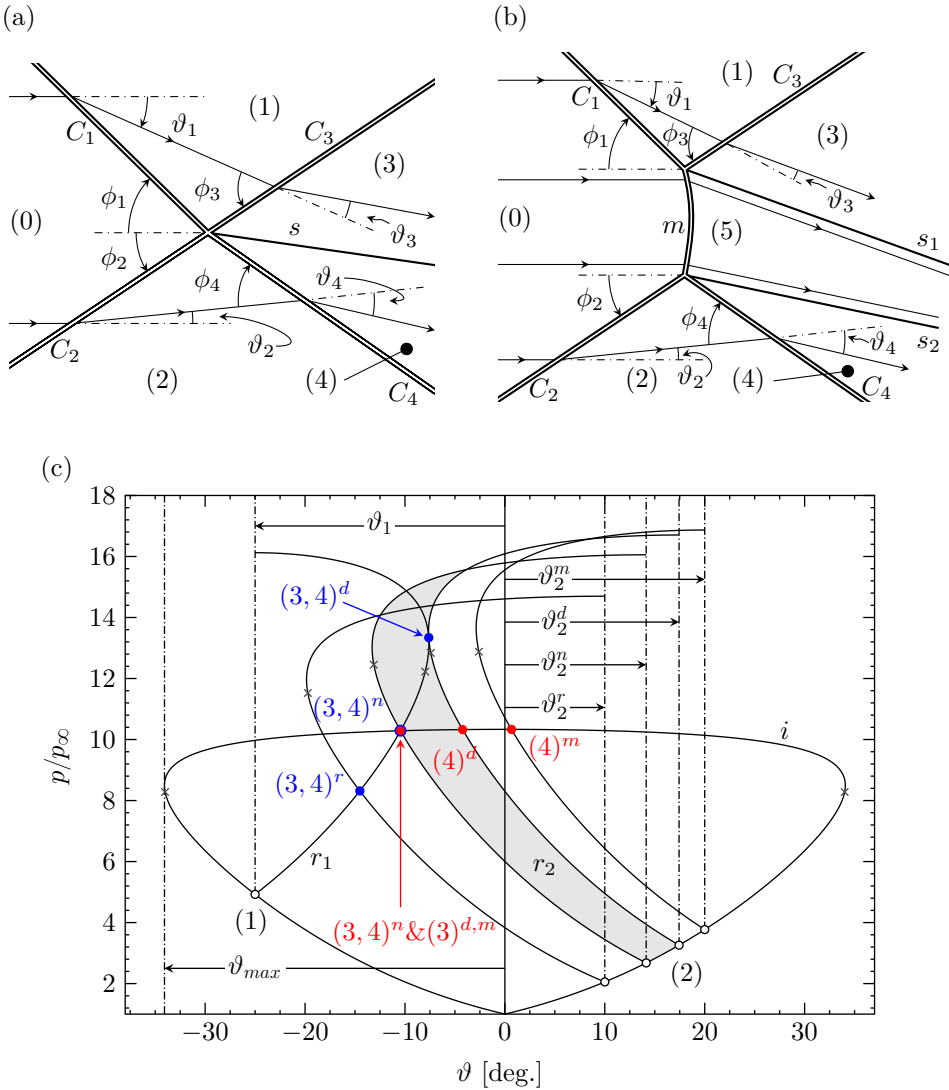 (a)
(b)
C₁
ϑ₁
(1)
C₃
(3)
ϕ₁
ϕ₃
(0)
ϕ₂
s
ϑ₃
ϕ₄
ϑ₄
C₂
ϑ₂
(2)
(4)
C₄
(1)
C₃
C₁
ϑ₁
ϕ₁
ϕ₃
(3)
ϑ₃
(0)
m
(5)
s₁
ϕ₂
ϕ₄
s₂
ϑ₄
C₂
(2)
ϑ₂
(4)
C₄
(c)
18
16
14
12
10
8
6
4
2
p/p∞
ϑ₁
ϑ₂ᵐ
(3, 4)ᵈ
ϑ₂ᵈ
ϑ₂ⁿ
(3, 4)ⁿ
ϑ₂ʳ
i
(4)ᵈ
(4)ᵐ
(3, 4)ʳ
r₁
r₂
(1)
(3, 4)ⁿ&(3)ᵈ,ᵐ
(2)
ϑmax
−30
−20
−10
0
10
20
30
ϑ [deg.]